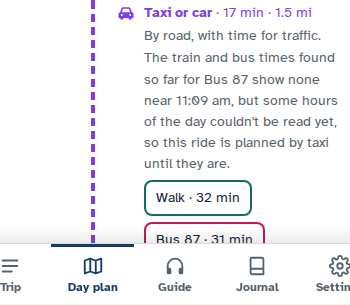 Taxi or car · 17 min · 1.5 mi
By road, with time for traffic.
The train and bus times found
so far for Bus 87 show none
near 11:09 am, but some hours
of the day couldn't be read yet,
so this ride is planned by taxi
until they are.
Walk · 32 min
Bus 87 · 31 min
Trip
Day plan
Guide
Journal